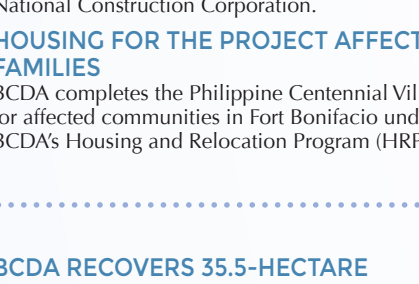 National Construction Corporation.
HOUSING FOR THE PROJECT AFFECT
FAMILIES
BCDA completes the Philippine Centennial Vil
for affected communities in Fort Bonifacio und
BCDA's Housing and Relocation Program (HRP
BCDA RECOVERS 35.5-HECTARE